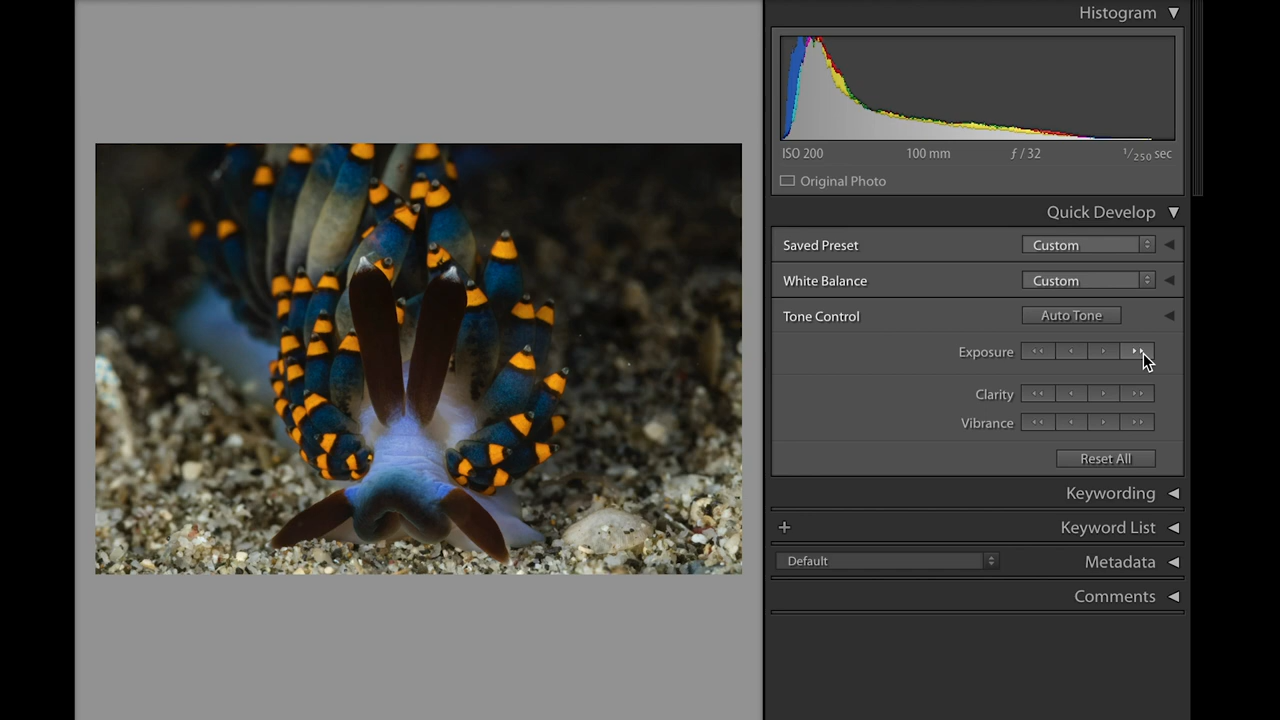 Histogram
ISO 200 100 mm ƒ / 32 1/250 sec
Original Photo
Quick Develop
Saved Preset Custom
White Balance Custom
Tone Control Auto Tone
Exposure
Clarity
Vibrance
Reset All
Keywording
+ Keyword List
Default Metadata
Comments